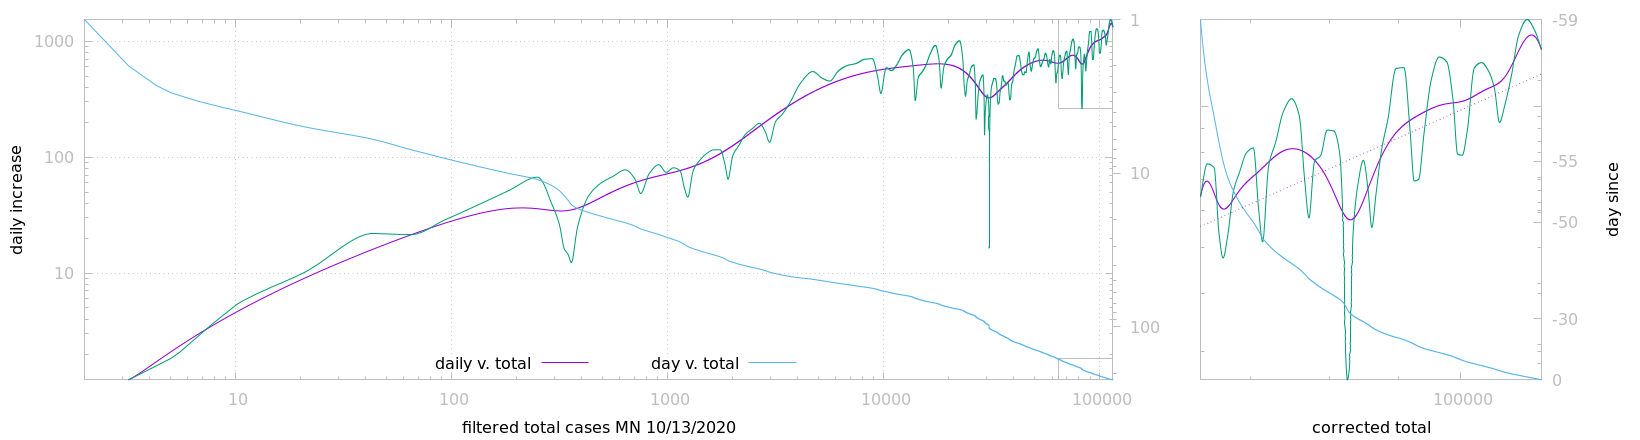 1000
100
10
daily increase
1
10
100
daily v. total
day v. total
10
100
1000
10000
100000
filtered total cases MN 10/13/2020
-59
-55
-50
-30
0
day since
100000
corrected total